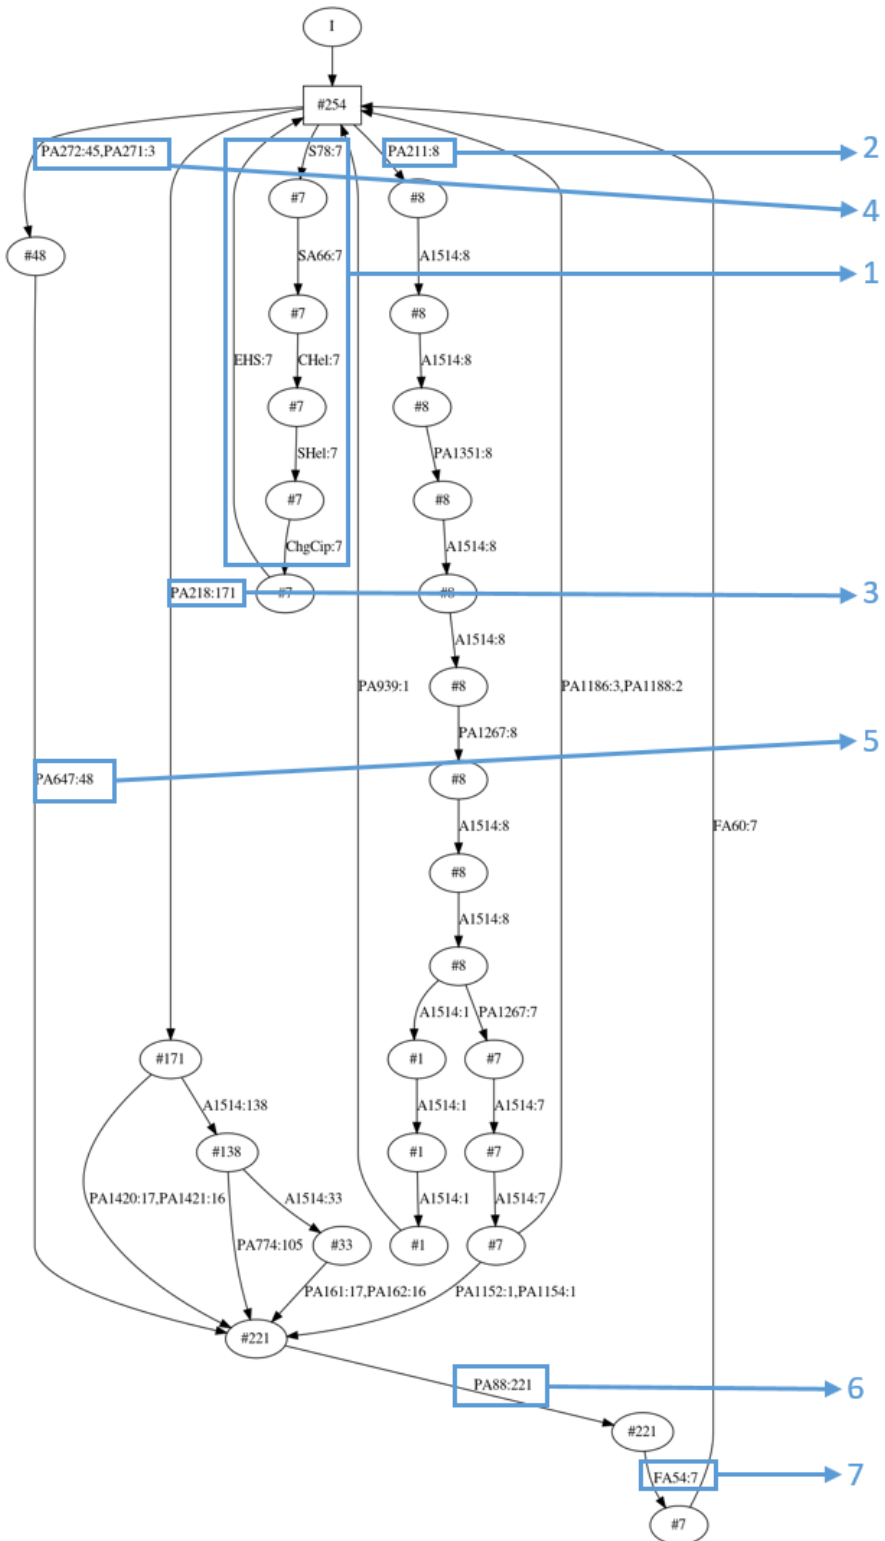 I
#254
PA272:45,PA271:3
S78:7
PA211:8
2
#7
#8
4
#48
SA66:7
A1514:8
1
#7
#8
EHS:7
CHel:7
A1514:8
#7
#8
SHel:7
PA1351:8
#7
#8
ChgCip:7
A1514:8
PA218:171
#7
#8
3
A1514:8
PA939:1
#8
PA1186:3,PA1188:2
PA1267:8
5
PA647:48
#8
A1514:8
FA60:7
#8
A1514:8
#8
A1514:1
PA1267:7
#171
#1
#7
A1514:138
A1514:1
A1514:7
#138
#1
#7
PA1420:17,PA1421:16
A1514:33
A1514:1
A1514:7
PA774:105
#33
#1
#7
PA161:17,PA162:16
PA1152:1,PA1154:1
#221
PA88:221
6
#221
FA54:7
7
#7